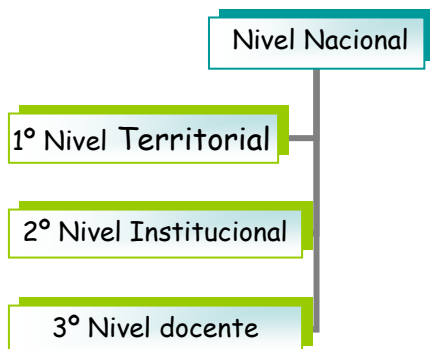 Nivel Nacional
1º Nivel Territorial
2º Nivel Institucional
3º Nivel docente